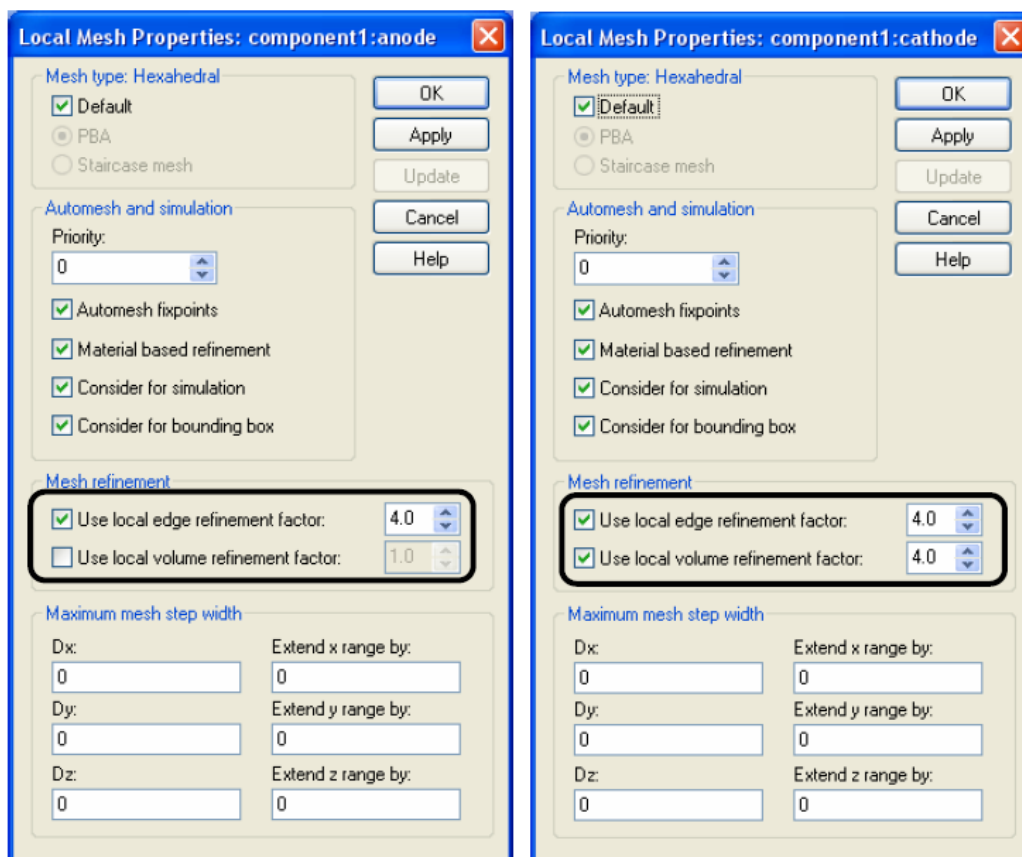 Local Mesh Properties: component1:anode
Mesh type: Hexahedral
Default
PBA
Staircase mesh
OK
Apply
Update
Cancel
Help
Automesh and simulation
Priority:
0
Automesh fixpoints
Material based refinement
Consider for simulation
Consider for bounding box
Mesh refinement
Use local edge refinement factor: 4.0
Use local volume refinement factor: 1.0
Maximum mesh step width
Dx: Extend x range by:
0 0
Dy: Extend y range by:
0 0
Dz: Extend z range by:
0 0
Local Mesh Properties: component1:cathode
Mesh type: Hexahedral
Default
PBA
Staircase mesh
OK
Apply
Update
Cancel
Help
Automesh and simulation
Priority:
0
Automesh fixpoints
Material based refinement
Consider for simulation
Consider for bounding box
Mesh refinement
Use local edge refinement factor: 4.0
Use local volume refinement factor: 4.0
Maximum mesh step width
Dx: Extend x range by:
0 0
Dy: Extend y range by:
0 0
Dz: Extend z range by:
0 0